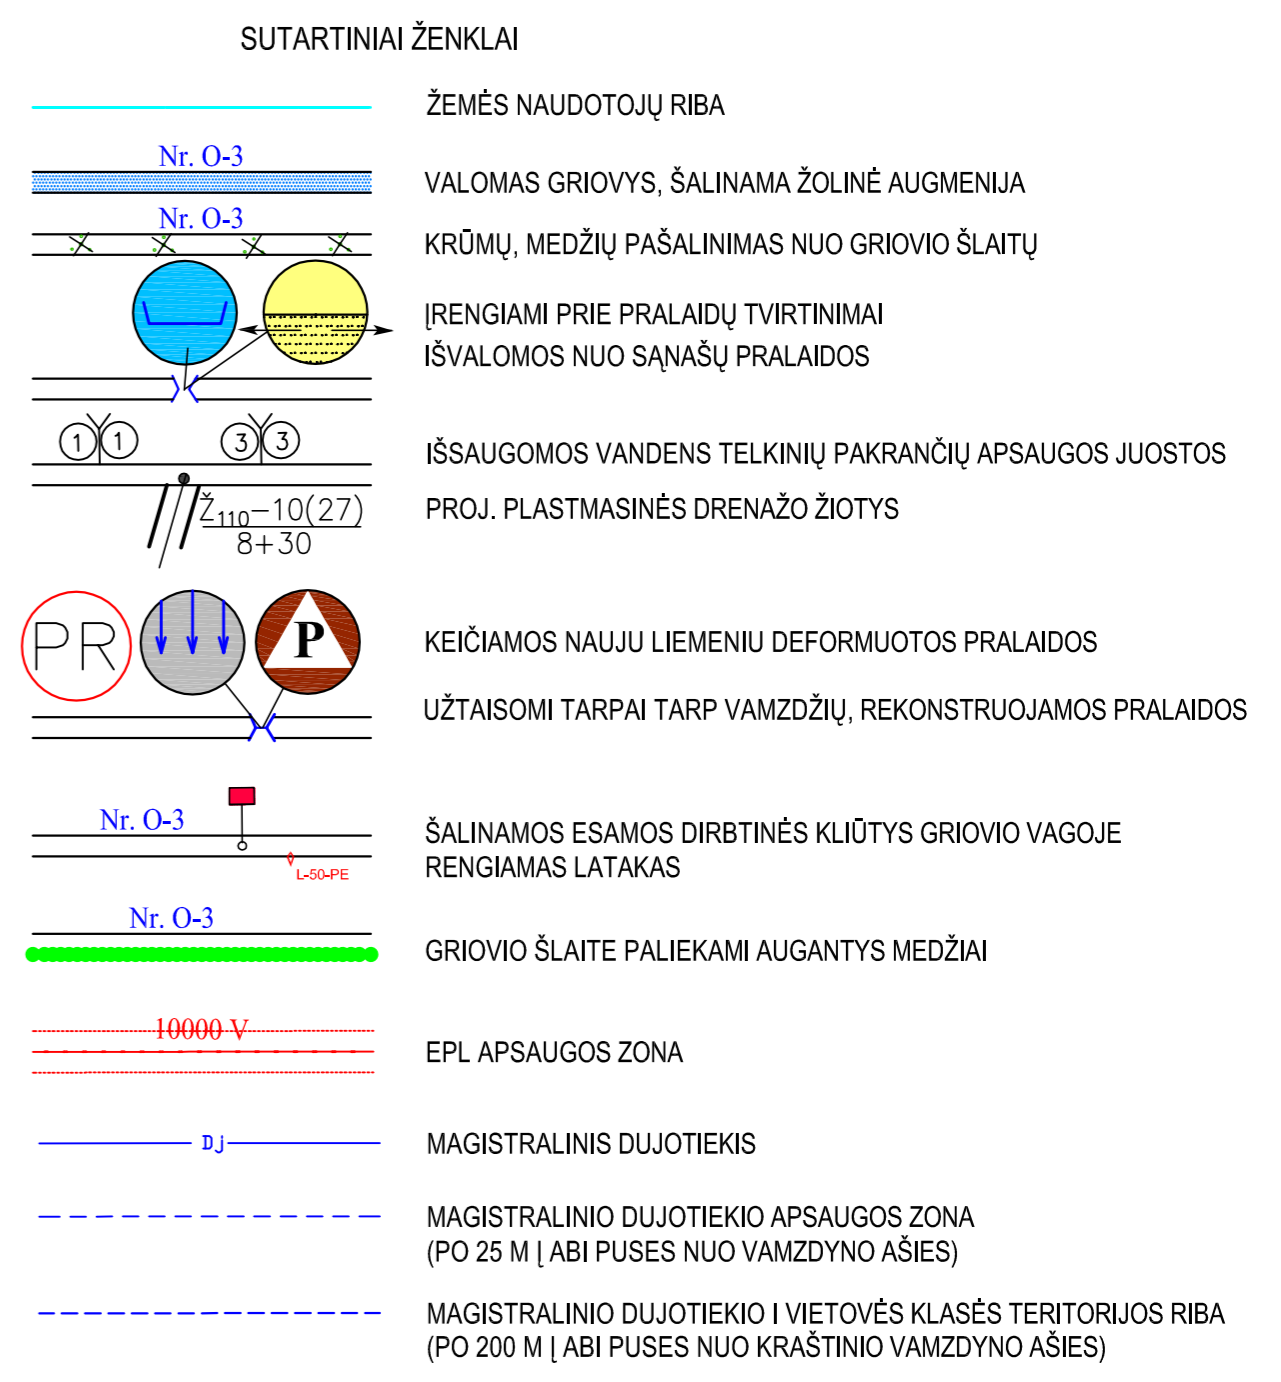 SUTARTINIAI ŽENKLAI
ŽEMĖS NAUDOTOJŲ RIBA
Nr. O-3
VALOMAS GRIOVYS, ŠALINAMA ŽOLINĖ AUGMENIJA
Nr. O-3
KRŪMŲ, MEDŽIŲ PAŠALINIMAS NUO GRIOVIO ŠLAITŲ
ĮRENGIAMI PRIE PRALAIDŲ TVIRTINIMAI
IŠVALOMOS NUO SĄNAŠŲ PRALAIDOS
1 1 3 3
IŠSAUGOMOS VANDENS TELKINIŲ PAKRANČIŲ APSAUGOS JUOSTOS
Ž110-10(27)
8+30
PROJ. PLASTMASINĖS DRENAŽO ŽIOTYS
PR
P
KEIČIAMOS NAUJU LIEMENIU DEFORMUOTOS PRALAIDOS
UŽTAISOMI TARPAI TARP VAMZDŽIŲ, REKONSTRUOJAMOS PRALAIDOS
Nr. O-3
ŠALINAMOS ESAMOS DIRBTINĖS KLIŪTYS GRIOVIO VAGOJE
L-50-PE
RENGIAMAS LATAKAS
Nr. O-3
GRIOVIO ŠLAITE PALIEKAMI AUGANTYS MEDŽIAI
10000 V
EPL APSAUGOS ZONA
Dj
MAGISTRALINIS DUJOTIEKIS
MAGISTRALINIO DUJOTIEKIO APSAUGOS ZONA
(PO 25 M Į ABI PUSES NUO VAMZDYNO AŠIES)
MAGISTRALINIO DUJOTIEKIO I VIETOVĖS KLASĖS TERITORIJOS RIBA
(PO 200 M Į ABI PUSES NUO KRAŠTINIO VAMZDYNO AŠIES)